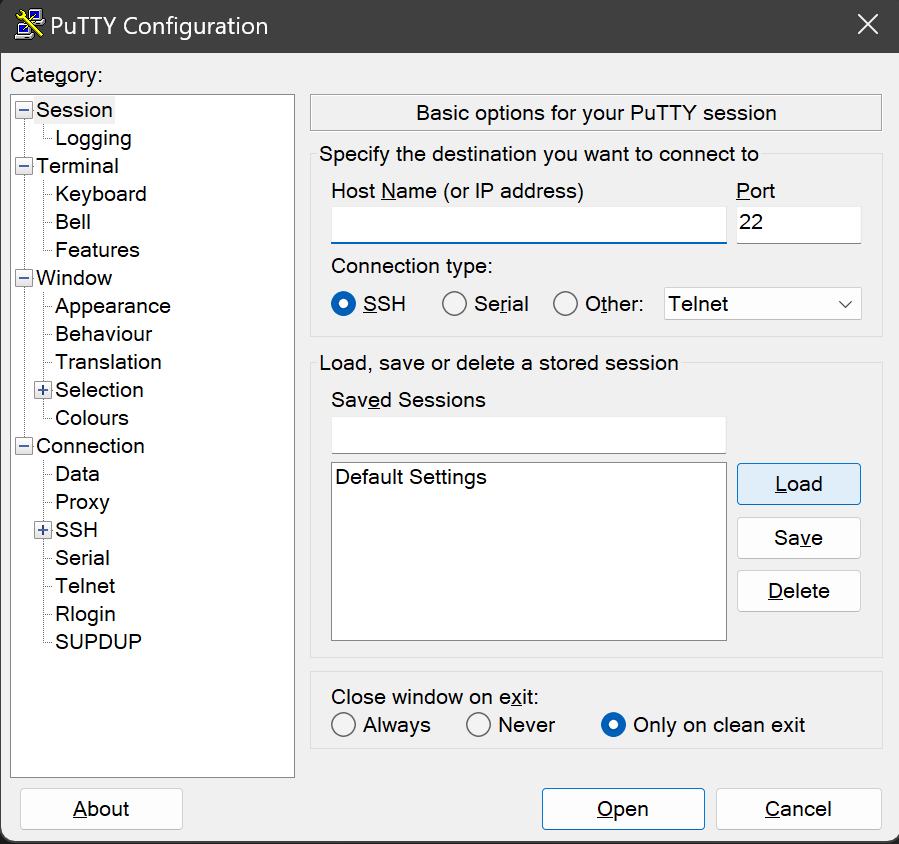 PuTTY Configuration
Category:
Session
Logging
Terminal
Keyboard
Bell
Features
Window
Appearance
Behaviour
Translation
Selection
Colours
Connection
Data
Proxy
SSH
Serial
Telnet
Rlogin
SUPDUP
Basic options for your PuTTY session
Specify the destination you want to connect to
Host Name (or IP address) Port
22
Connection type:
SSH Serial Other: Telnet
Load, save or delete a stored session
Saved Sessions
Default Settings
Load
Save
Delete
Close window on exit:
Always Never Only on clean exit
About Open Cancel